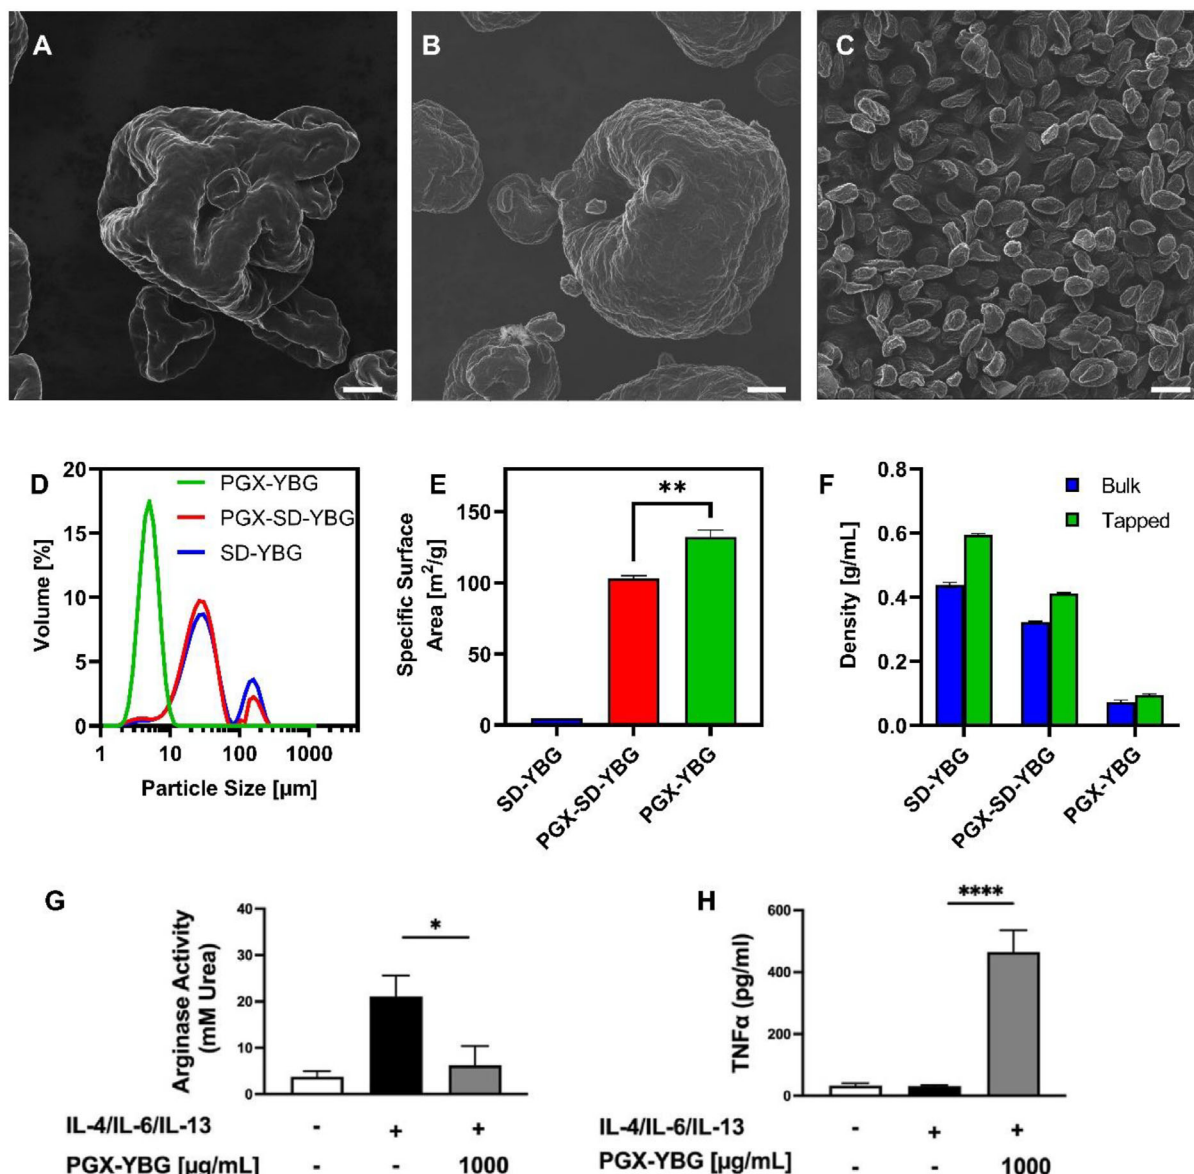 A
B
C
D
20
15
10
5
0
Volume [%]
PGX-YBG
PGX-SD-YBG
SD-YBG
1 10 100 1000
Particle Size [µm]
E
150
100
50
0
Specific Surface
Area [m²/g]
**
SD-YBG
PGX-SD-YBG
PGX-YBG
F
0.8
0.6
0.4
0.2
0.0
Density [g/mL]
Bulk
Tapped
SD-YBG
PGX-SD-YBG
PGX-YBG
G
40
30
20
10
0
Arginase Activity
(mM Urea)
*
IL-4/IL-6/IL-13 - + +
PGX-YBG [µg/mL] - - 1000
H
600
400
200
0
TNFα (pg/ml)
****
IL-4/IL-6/IL-13 - + +
PGX-YBG [µg/mL] - - 1000